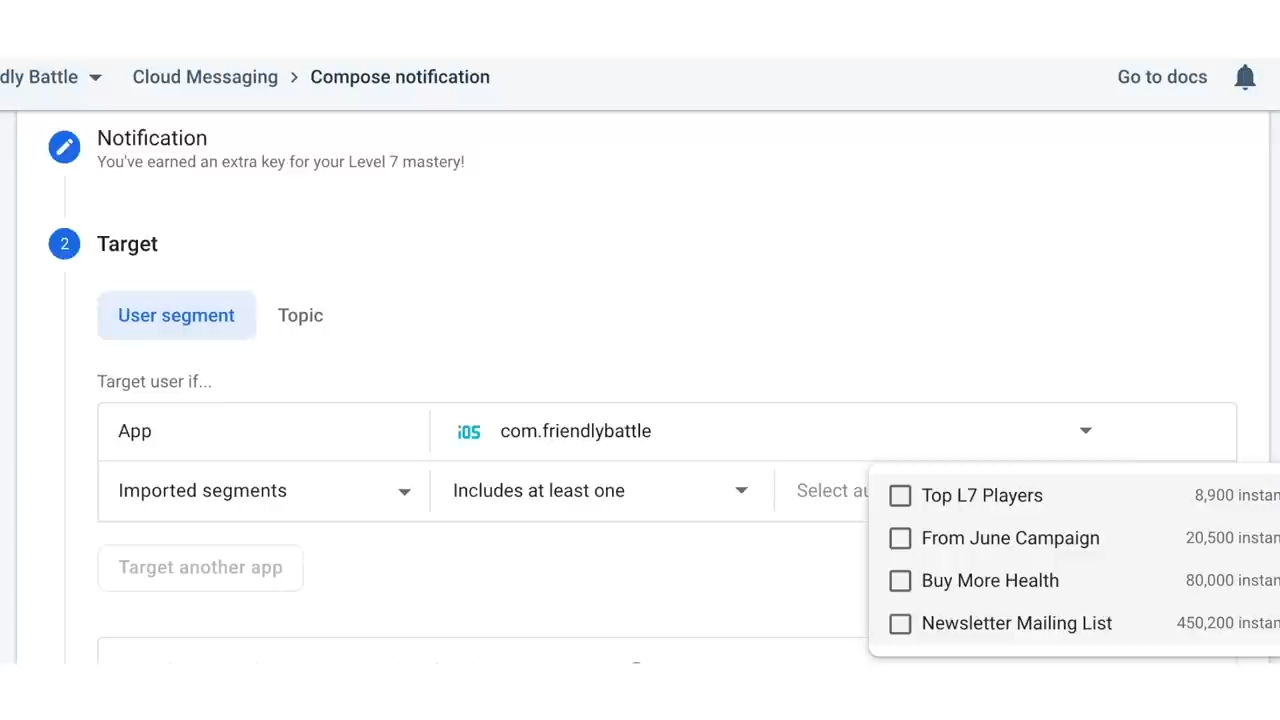 dly Battle Cloud Messaging > Compose notification Go to docs
Notification
You've earned an extra key for your Level 7 mastery!
2 Target
User segment Topic
Target user if...
App iOS com.friendlybattle
Imported segments Includes at least one Select au
Top L7 Players 8,900 instan
From June Campaign 20,500 instan
Buy More Health 80,000 instan
Newsletter Mailing List 450,200 instan
Target another app